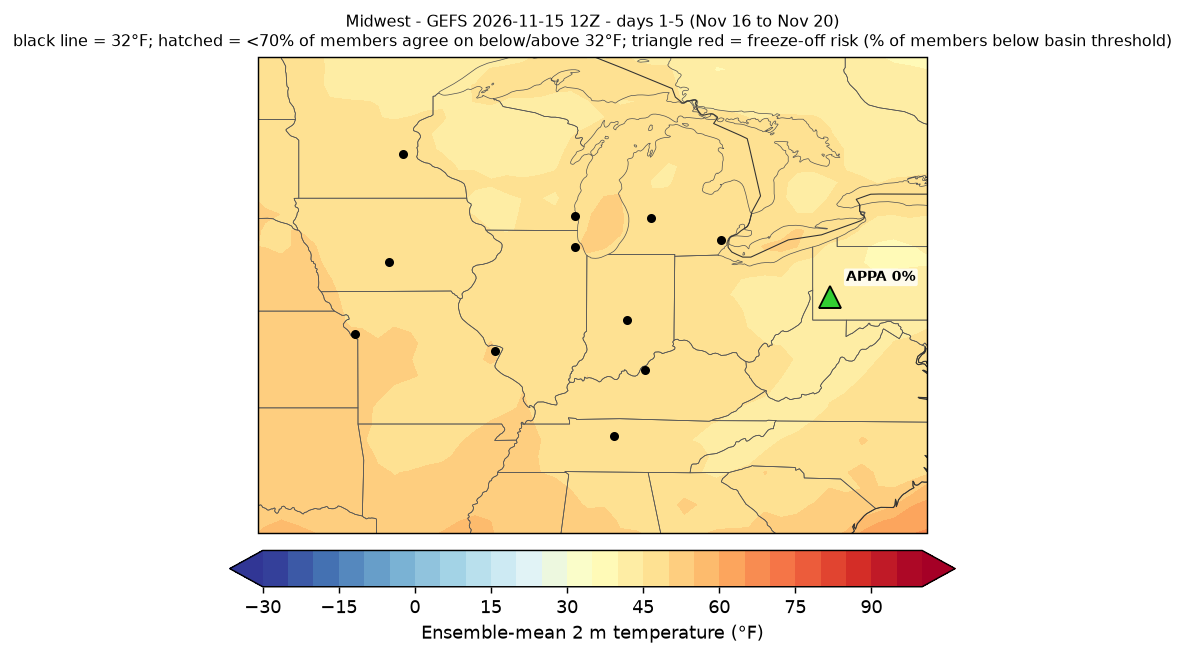 Midwest - GEFS 2026-11-15 12Z - days 1-5 (Nov 16 to Nov 20)
black line = 32°F; hatched = <70% of members agree on below/above 32°F; triangle red = freeze-off risk (% of members below basin threshold)
APPA 0%
−30 −15 0 15 30 45 60 75 90
Ensemble-mean 2 m temperature (°F)